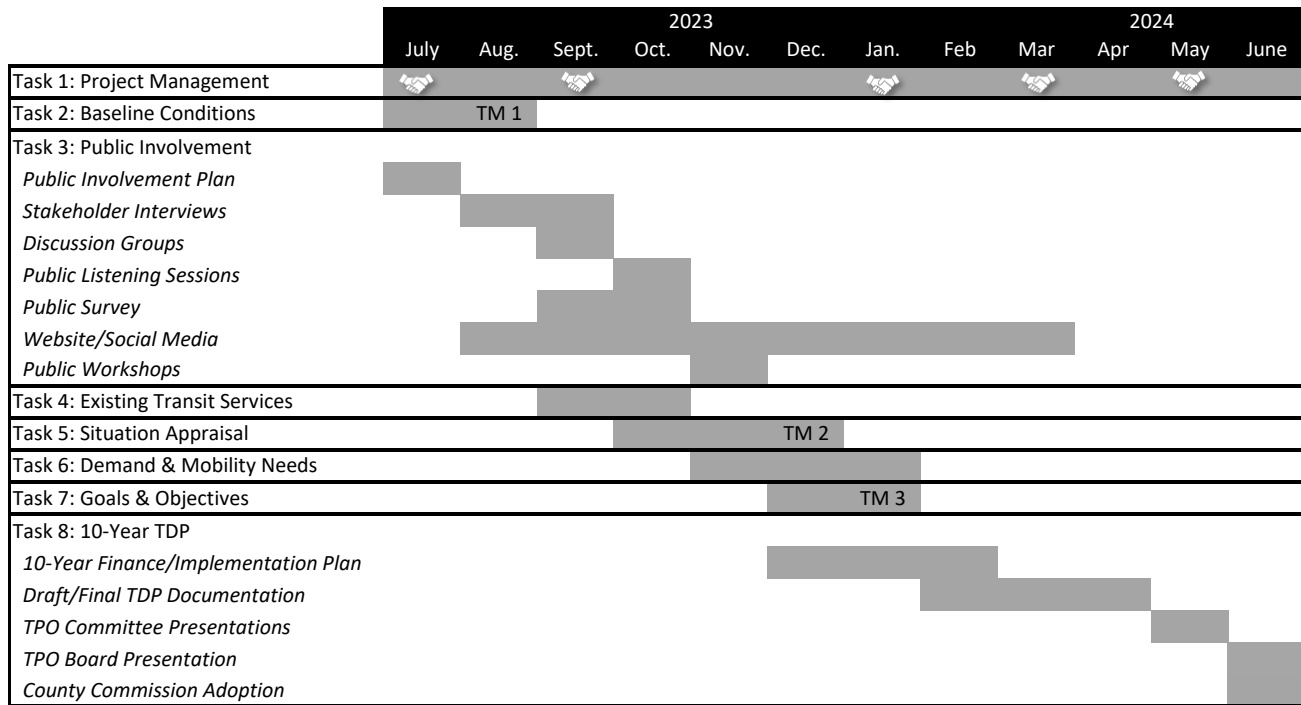 2023 2024
July Aug. Sept. Oct. Nov. Dec. Jan. Feb Mar Apr May June
Task 1: Project Management
Task 2: Baseline Conditions TM 1
Task 3: Public Involvement
Public Involvement Plan
Stakeholder Interviews
Discussion Groups
Public Listening Sessions
Public Survey
Website/Social Media
Public Workshops
Task 4: Existing Transit Services
Task 5: Situation Appraisal TM 2
Task 6: Demand & Mobility Needs
Task 7: Goals & Objectives TM 3
Task 8: 10-Year TDP
10-Year Finance/Implementation Plan
Draft/Final TDP Documentation
TPO Committee Presentations
TPO Board Presentation
County Commission Adoption